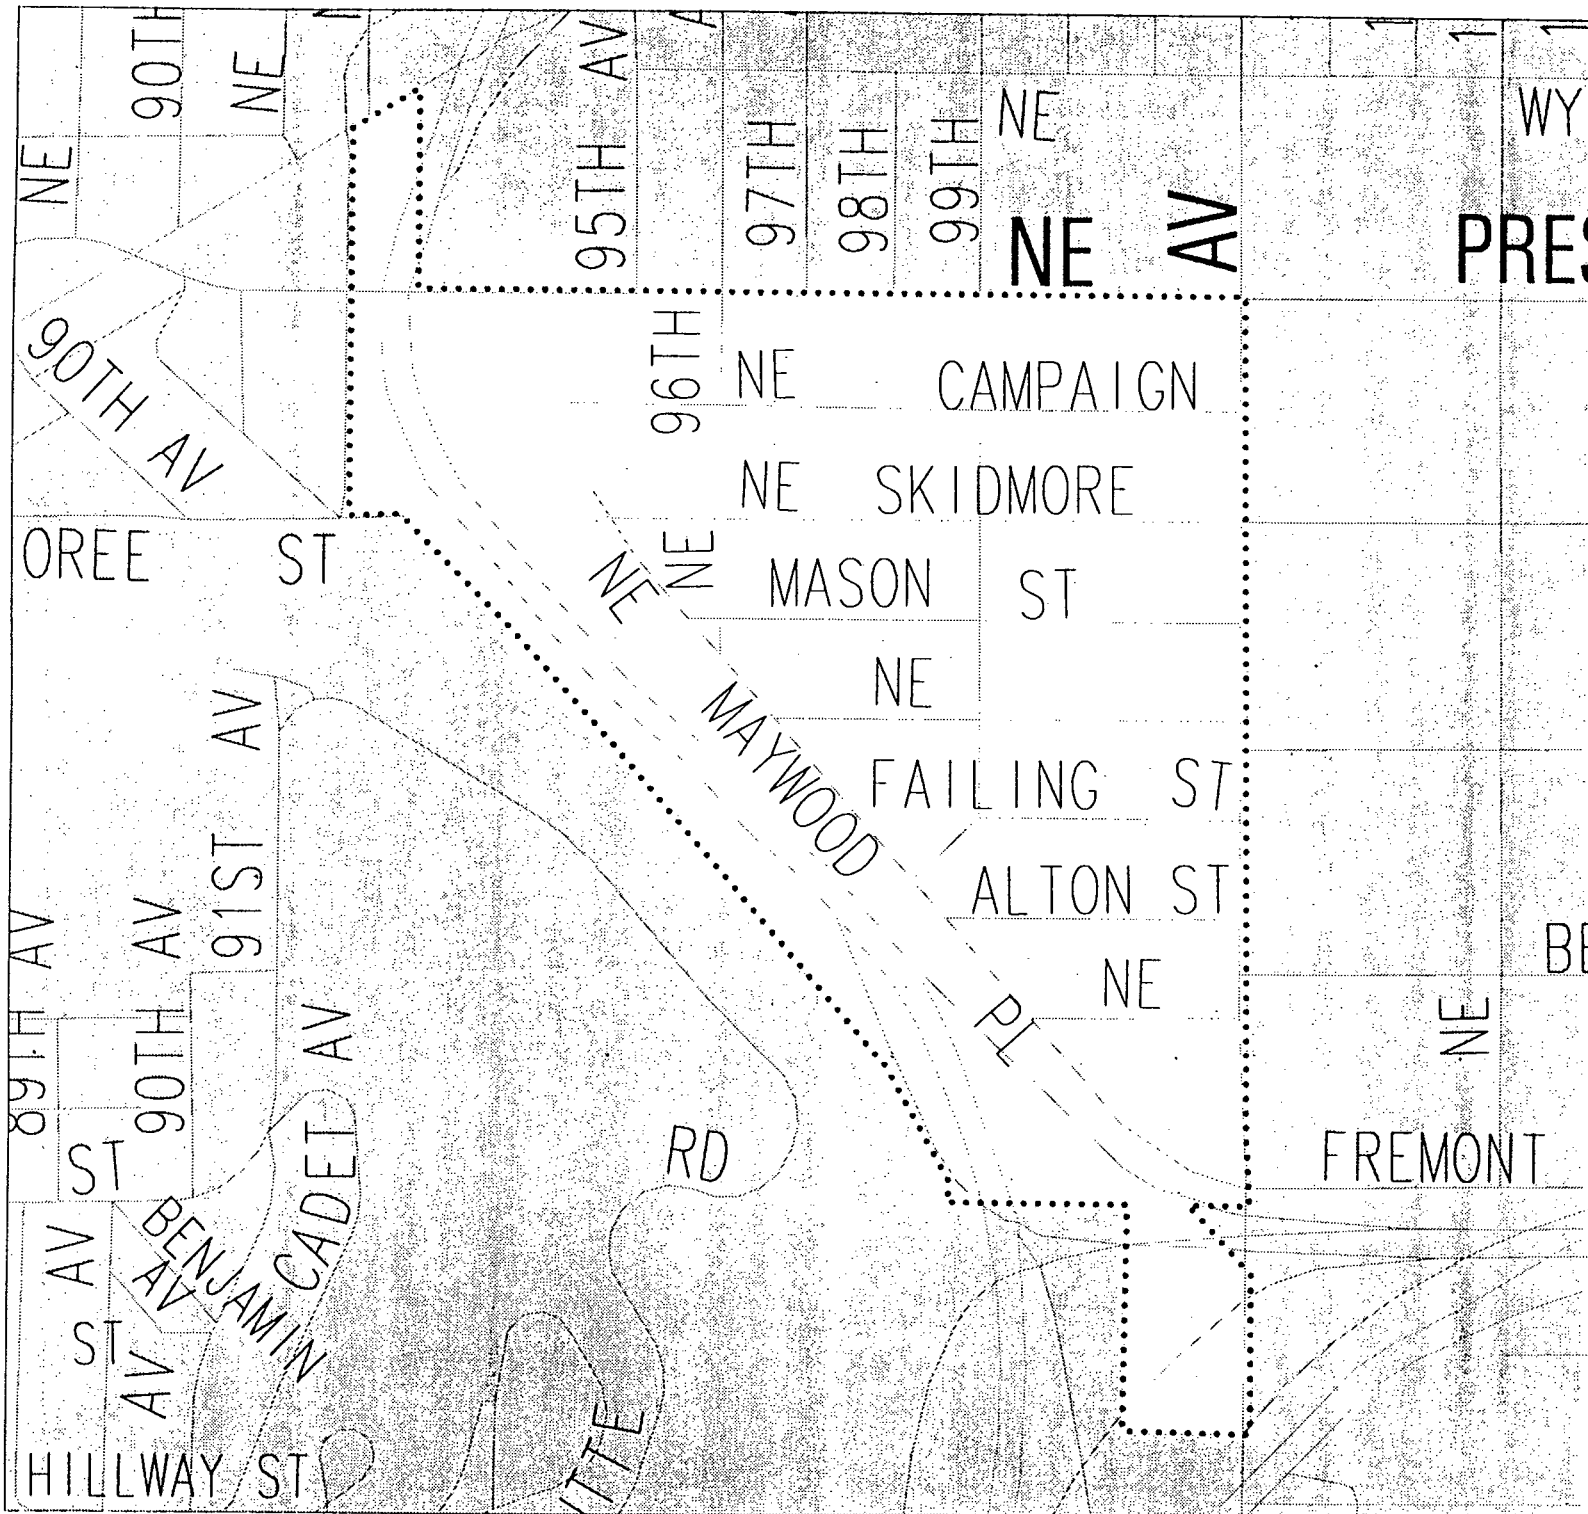 90TH
NE
AV
NE
WY
NE
95TH
97TH
98TH
99TH
NE
AV
PRES
90TH AV
96TH
NE CAMPAIGN
NE SKIDMORE
OREE ST
NE
NE
MASON ST
NE
91ST AV
MAYWOOD PL
FAILING ST
ALTON ST
89TH AV
90TH AV
NE
BE
NE
CADET AV
ST
RD
FREMONT
BENJAMIN
AV
AV
ST
AV
HILLWAY ST
TTE